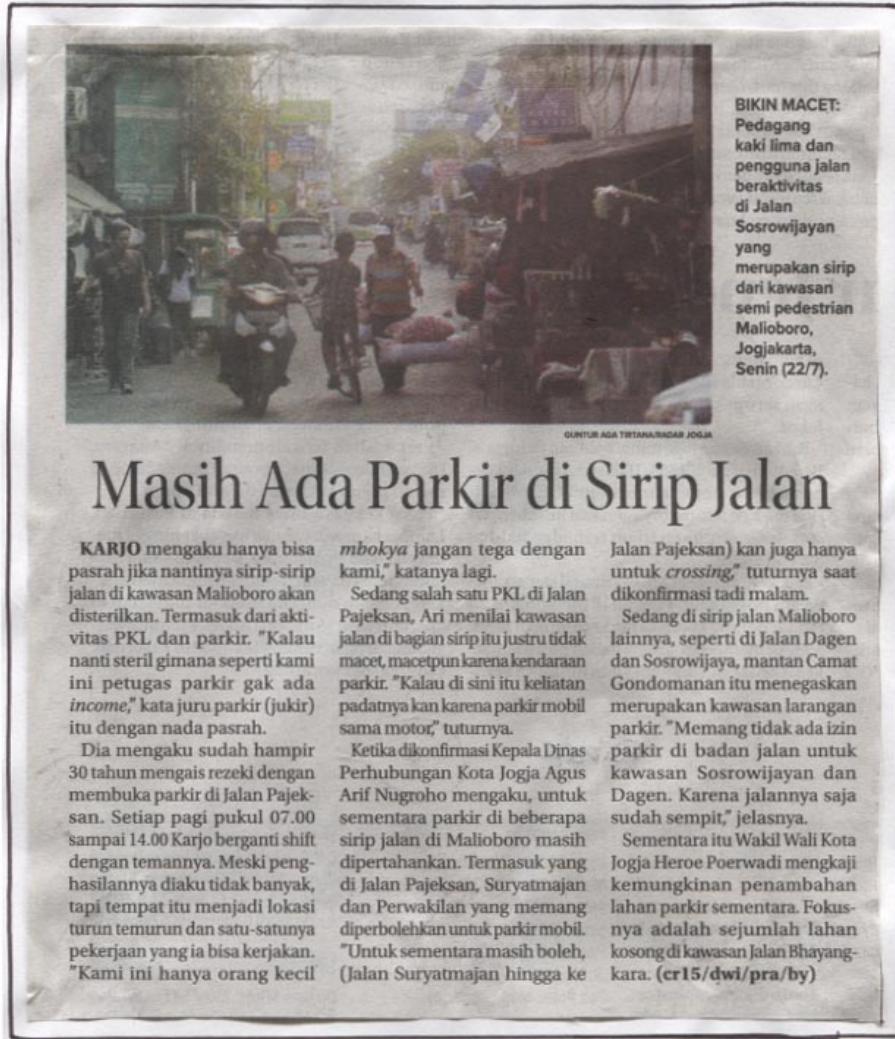 BIKIN MACET:
Pedagang
kaki lima dan
pengguna jalan
beraktivitas
di Jalan
Sosrowijayan
yang
merupakan sirip
dari kawasan
semi pedestrian
Malioboro,
Jogjakarta,
Senin (22/7).
GUNTUR AGA TIRTANA/RADAR JOGJA
Masih Ada Parkir di Sirip Jalan
KARJO mengaku hanya bisa
pasrah jika nantinya sirip-sirip
jalan di kawasan Malioboro akan
disterilkan. Termasuk dari akti-
vitas PKL dan parkir. "Kalau
nanti steril gimana seperti kami
ini petugas parkir gak ada
income," kata juru parkir (jukir)
itu dengan nada pasrah.
Dia mengaku sudah hampir
30 tahun mengais rezeki dengan
membuka parkir di Jalan Pajek-
san. Setiap pagi pukul 07.00
sampai 14.00 Karjo berganti shift
dengan temannya. Meski peng-
hasilannya diaku tidak banyak,
tapi tempat itu menjadi lokasi
turun temurun dan satu-satunya
pekerjaan yang ia bisa kerjakan.
"Kami ini hanya orang kecil
mbokya jangan tega dengan
kami," katanya lagi.
Sedang salah satu PKL di Jalan
Pajeksan, Ari menilai kawasan
jalan di bagian sirip itu justru tidak
macet, macetpun karena kendaraan
parkir. "Kalau di sini itu keliatan
padatnya kan karena parkir mobil
sama motor," tuturnya.
Ketika dikonfirmasi Kepala Dinas
Perhubungan Kota Jogja Agus
Arif Nugroho mengaku, untuk
sementara parkir di beberapa
sirip jalan di Malioboro masih
dipertahankan. Termasuk yang
di Jalan Pajeksan, Suryatmajan
dan Perwakilan yang memang
diperbolehkan untuk parkir mobil.
"Untuk sementara masih boleh,
(Jalan Suryatmajan hingga ke
Jalan Pajeksan) kan juga hanya
untuk crossing," tuturnya saat
dikonfirmasi tadi malam.
Sedang di sirip jalan Malioboro
lainnya, seperti di Jalan Dagen
dan Sosrowijaya, mantan Camat
Gondomanan itu menegaskan
merupakan kawasan larangan
parkir. "Memang tidak ada izin
parkir di badan jalan untuk
kawasan Sosrowijayan dan
Dagen. Karena jalannya saja
sudah sempit," jelasnya.
Sementara itu Wakil Wali Kota
Jogja Heroe Poerwadi mengkaji
kemungkinan penambahan
lahan parkir sementara. Fokus-
nya adalah sejumlah lahan
kosong di kawasan Jalan Bhayang-
kara. (cr15/dwi/pra/by)